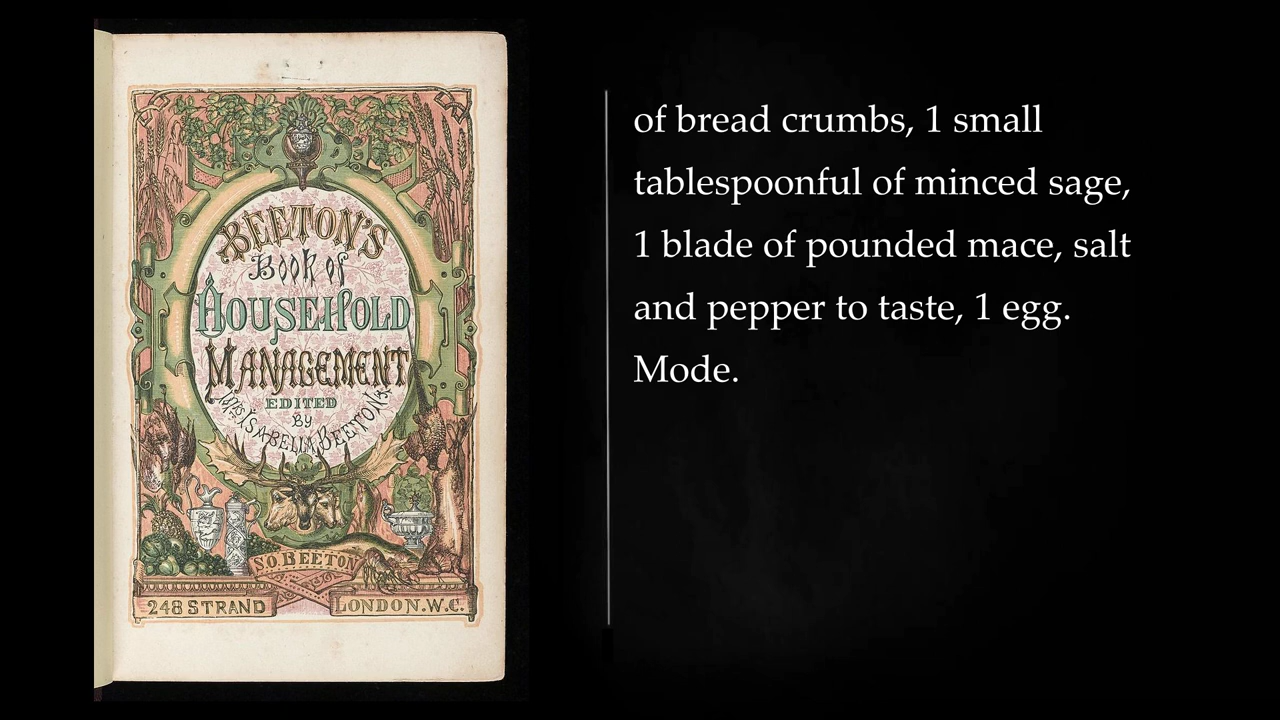 BEETON'S
Book of
HOUSEHOLD
MANAGEMENT
EDITED
BY
MRS ISABELLA BEETON
S.O. BEETON
248 STRAND
LONDON. W.C.
of bread crumbs, 1 small
tablespoonful of minced sage,
1 blade of pounded mace, salt
and pepper to taste, 1 egg.
Mode.